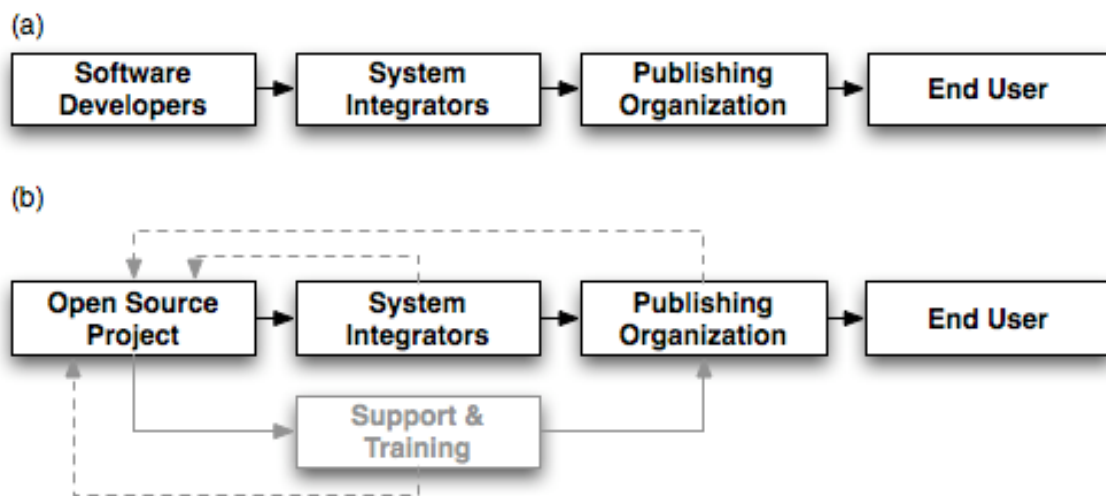 (a)
Software
Developers
System
Integrators
Publishing
Organization
End User
(b)
Open Source
Project
System
Integrators
Publishing
Organization
End User
Support &
Training